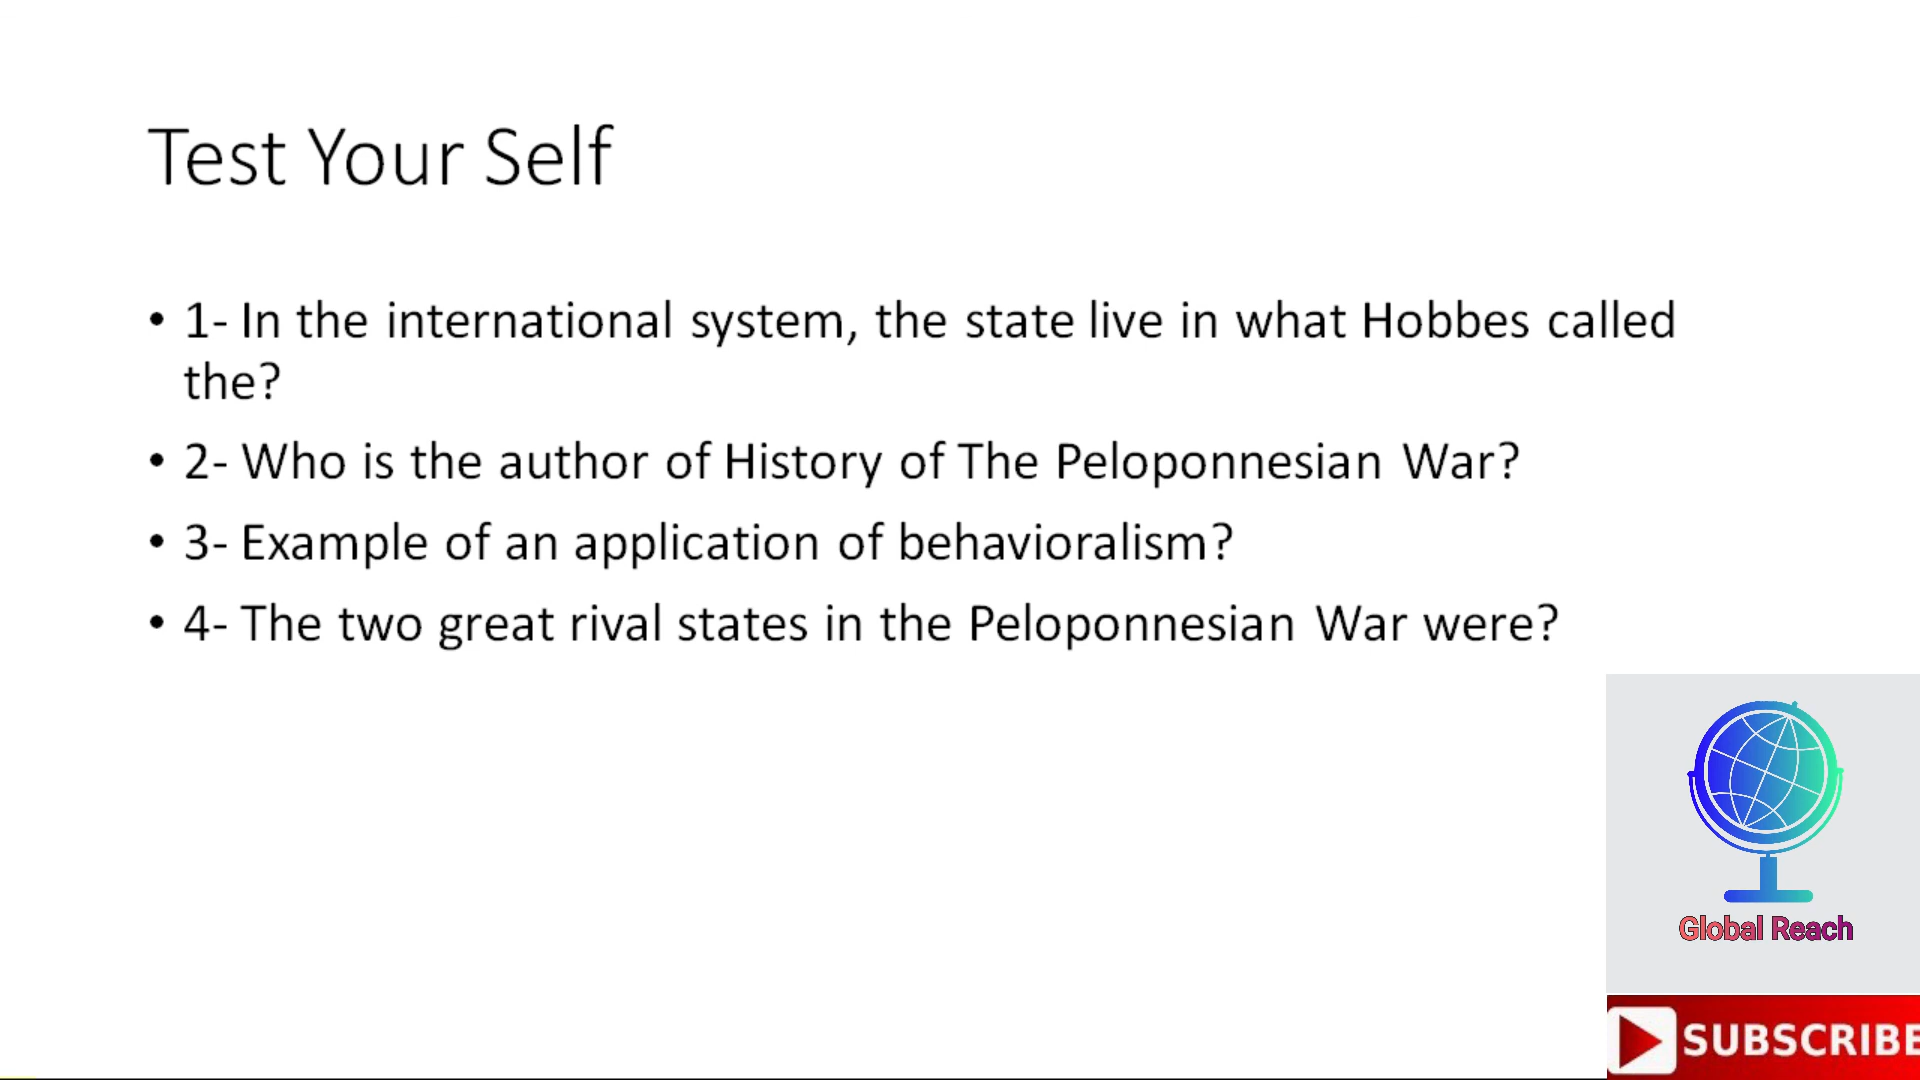 Test Your Self
• 1- In the international system, the state live in what Hobbes called
the?
• 2- Who is the author of History of The Peloponnesian War?
• 3- Example of an application of behavioralism?
• 4- The two great rival states in the Peloponnesian War were?
Global Reach
SUBSCRIBE